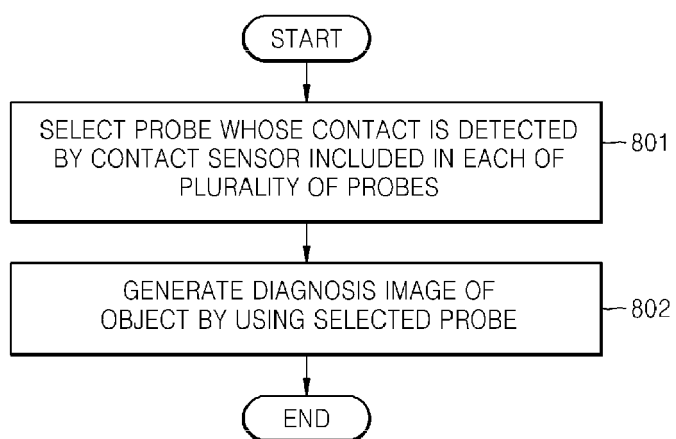 START
SELECT PROBE WHOSE CONTACT IS DETECTED
BY CONTACT SENSOR INCLUDED IN EACH OF
PLURALITY OF PROBES
801
GENERATE DIAGNOSIS IMAGE OF
OBJECT BY USING SELECTED PROBE
802
END